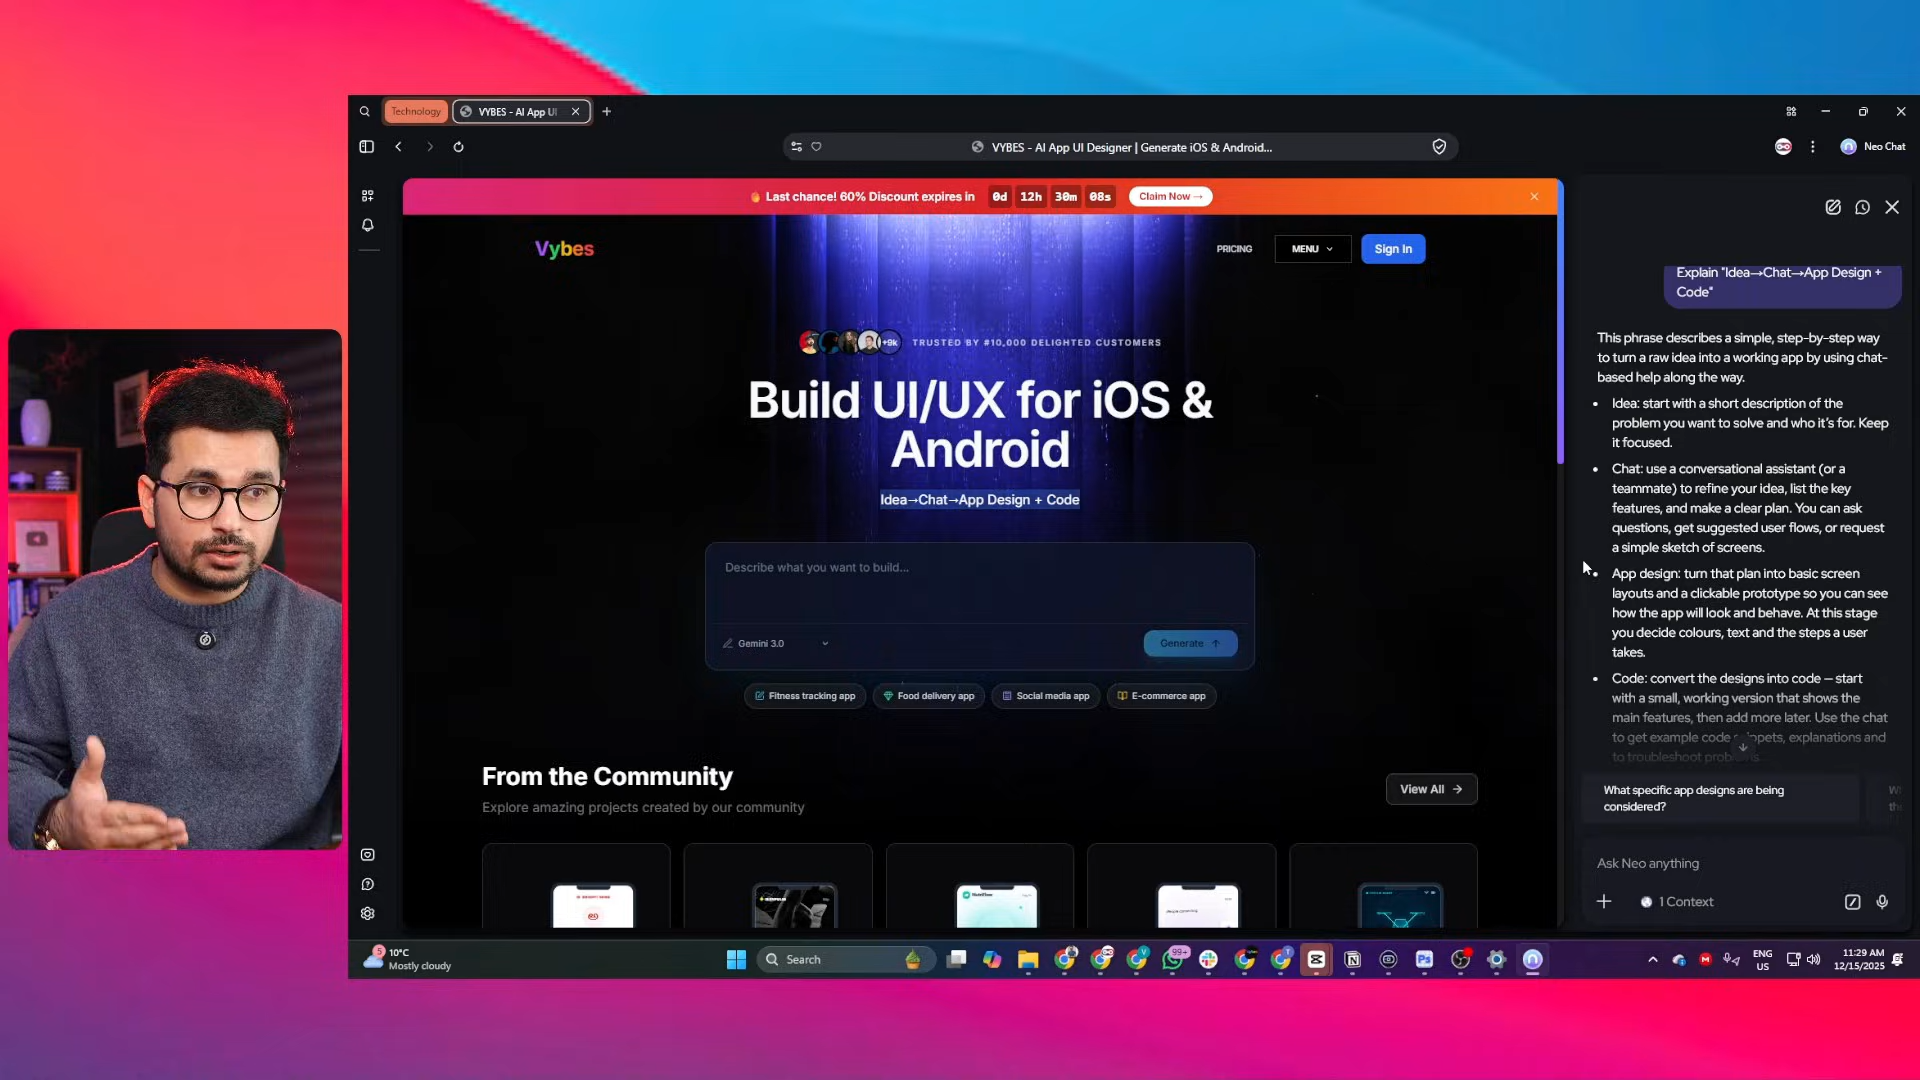 Technology
VYBES - AI App UI
VYBES - AI App UI Designer | Generate iOS & Android...
Neo Chat
Last chance! 60% Discount expires in 0d 12h 30m 08s Claim Now →
Vybes
PRICING
MENU
Sign In
+9k
TRUSTED BY #10,000 DELIGHTED CUSTOMERS
Build UI/UX for iOS &
Android
Idea→Chat→App Design + Code
Describe what you want to build...
Gemini 3.0
Generate ↑
Fitness tracking app
Food delivery app
Social media app
E-commerce app
From the Community
Explore amazing projects created by our community
View All →
Explain "Idea→Chat→App Design +
Code"
This phrase describes a simple, step-by-step way
to turn a raw idea into a working app by using chat-
based help along the way.
• Idea: start with a short description of the
problem you want to solve and who it's for. Keep
it focused.
• Chat: use a conversational assistant (or a
teammate) to refine your idea, list the key
features, and make a clear plan. You can ask
questions, get suggested user flows, or request
a simple sketch of screens.
• App design: turn that plan into basic screen
layouts and a clickable prototype so you can see
how the app will look and behave. At this stage
you decide colours, text and the steps a user
takes.
• Code: convert the designs into code – start
with a small, working version that shows the
main features, then add more later. Use the chat
to get example code snippets, explanations and
to troubleshoot
What specific app designs are being
considered?
Ask Neo anything
1 Context
5
10°C
Mostly cloudy
Search
99+
ENG
US
11:29 AM
12/15/2025